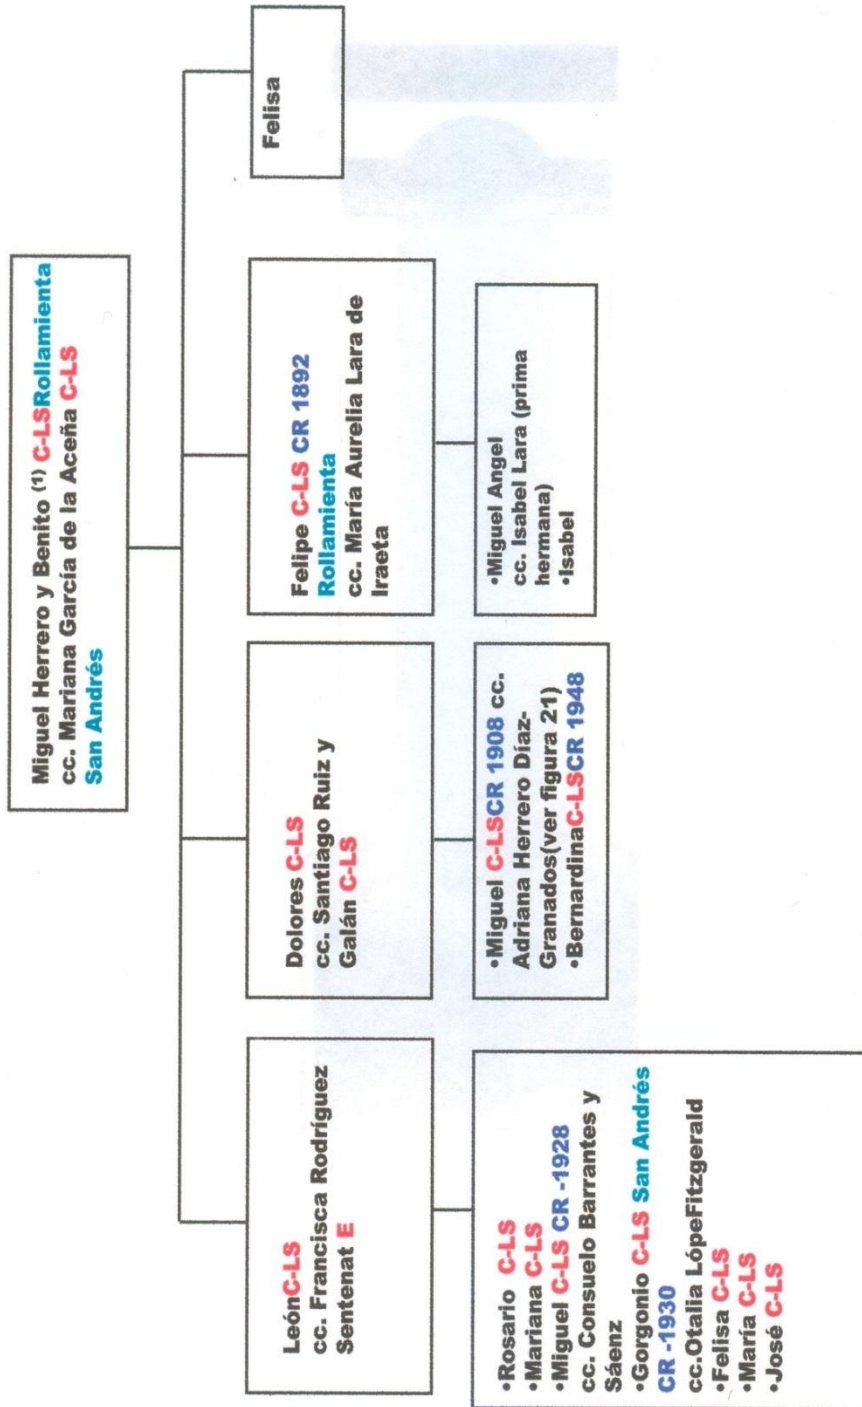 Miguel Herrero y Benito (1) C-LSRollamienta
cc. Mariana García de la Aceña C-LS
San Andrés
LeónC-LS
cc. Francisca Rodríguez
Sentenat E
Dolores C-LS
cc. Santiago Ruiz y
Galán C-LS
Felipe C-LS CR 1892
Rollamienta
cc. María Aurelia Lara de
Iraeta
Felisa
•Rosario C-LS
•Mariana C-LS
•Miguel C-LS CR -1928
cc. Consuelo Barrantes y
Sáenz
•Gorgonio C-LS San Andrés
CR -1930
cc.Otalia LópeFitzgerald
•Felisa C-LS
•María C-LS
•José C-LS
•Miguel C-LSCR 1908 cc.
Adriana Herrero Díaz-
Granados(ver figura 21)
•BernardinaC-LSCR 1948
•Miguel Angel
cc. Isabel Lara (prima
hermana)
•Isabel